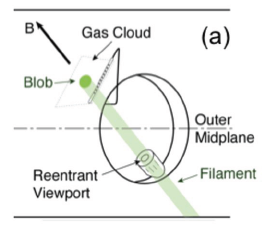 B
Gas Cloud
(a)
Blob
Outer
Midplane
Reentrant
Viewport
Filament